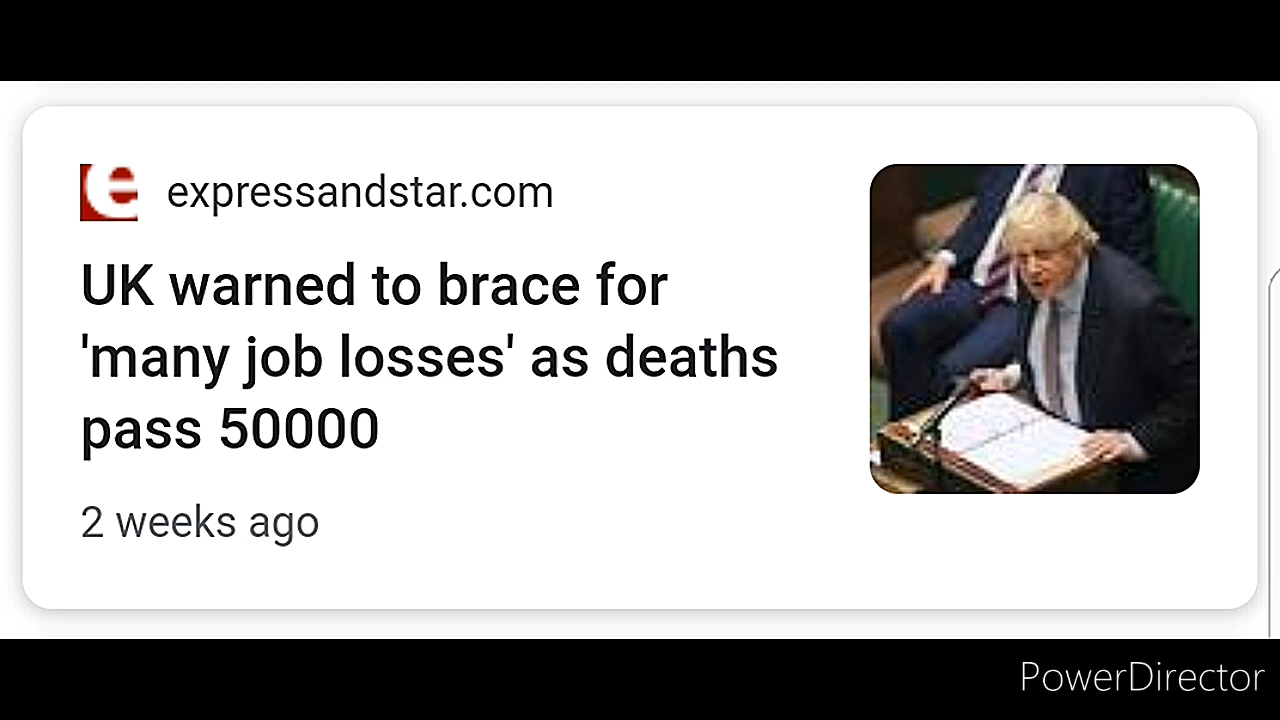 expressandstar.com
UK warned to brace for
'many job losses' as deaths
pass 50000
2 weeks ago
PowerDirector